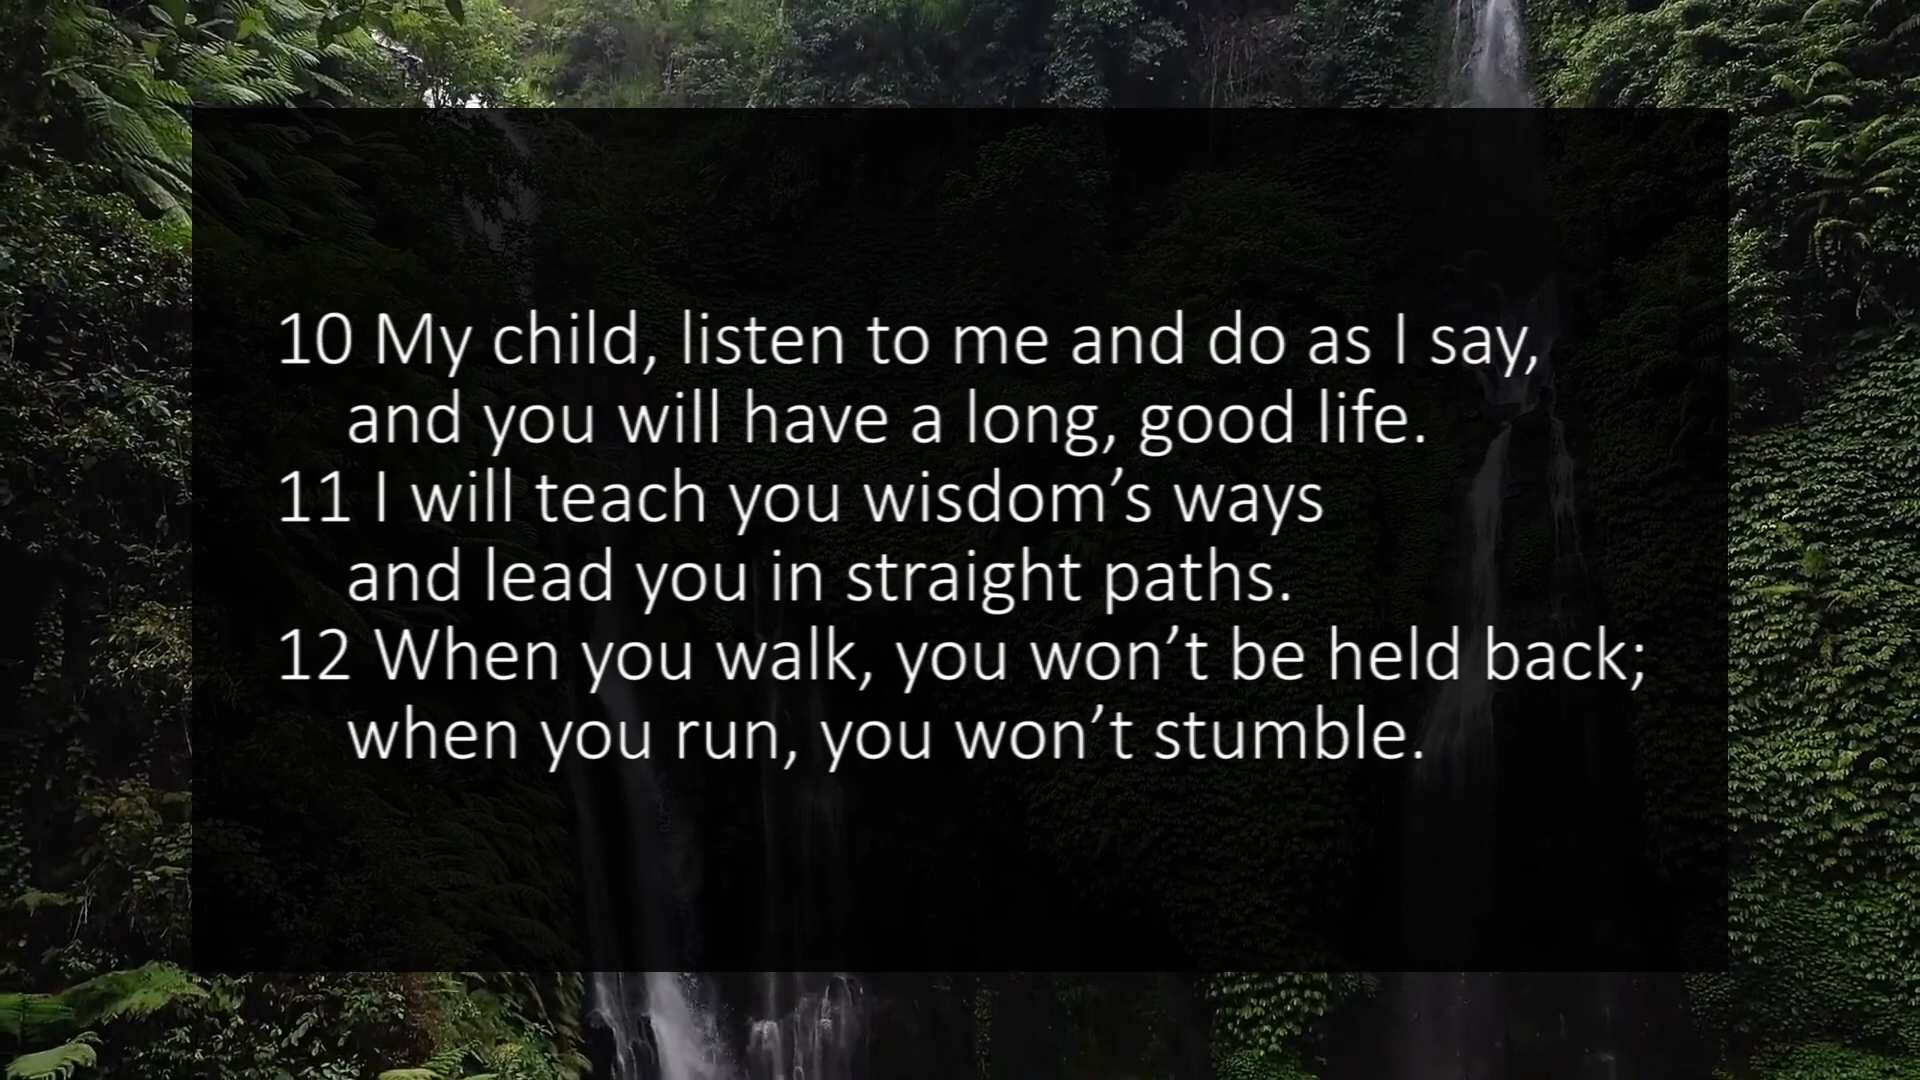 10 My child, listen to me and do as I say,
and you will have a long, good life.
11 I will teach you wisdom’s ways
and lead you in straight paths.
12 When you walk, you won’t be held back;
when you run, you won’t stumble.